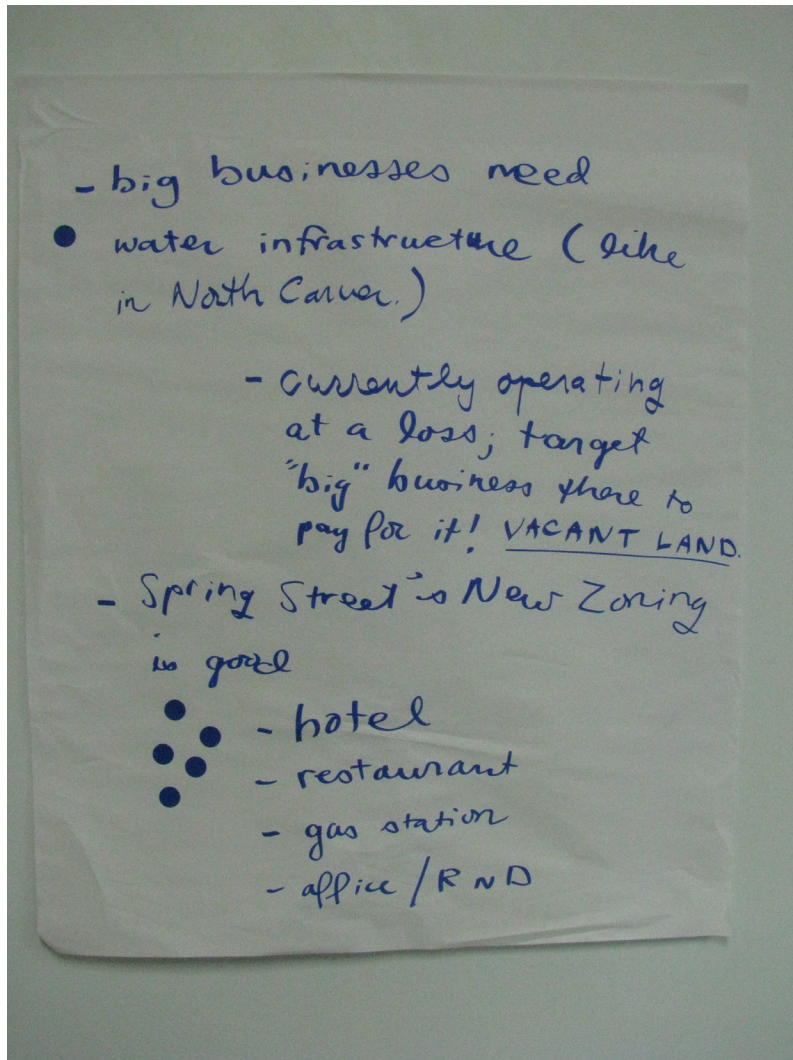 - big businesses need
water infrastructure (like
in North Carver.)
- currently operating
at a loss; target
"big" business there to
pay for it! VACANT LAND.
- Spring Street's New Zoning
is good
- hotel
- restaurant
- gas station
- office / R N D